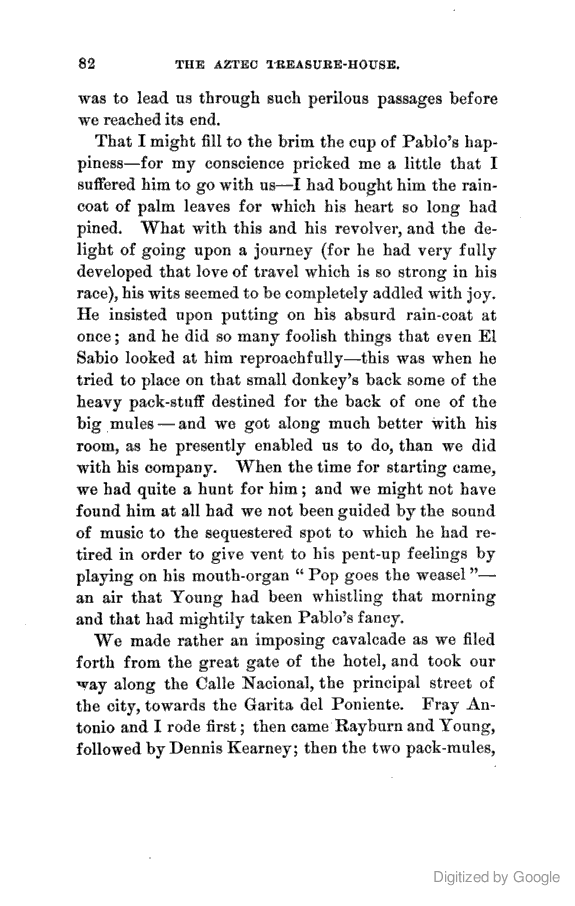 82 THE AZTEC TREASURE-HOUSE.
was to lead us through such perilous passages before
we reached its end.
That I might fill to the brim the cup of Pablo's hap-
piness—for my conscience pricked me a little that I
suffered him to go with us—I had bought him the rain-
coat of palm leaves for which his heart so long had
pined. What with this and his revolver, and the de-
light of going upon a journey (for he had very fully
developed that love of travel which is so strong in his
race), his wits seemed to be completely addled with joy.
He insisted upon putting on his absurd rain-coat at
once; and he did so many foolish things that even El
Sabio looked at him reproachfully—this was when he
tried to place on that small donkey's back some of the
heavy pack-stuff destined for the back of one of the
big mules—and we got along much better with his
room, as he presently enabled us to do, than we did
with his company. When the time for starting came,
we had quite a hunt for him; and we might not have
found him at all had we not been guided by the sound
of music to the sequestered spot to which he had re-
tired in order to give vent to his pent-up feelings by
playing on his mouth-organ "Pop goes the weasel"—
an air that Young had been whistling that morning
and that had mightily taken Pablo's fancy.
We made rather an imposing cavalcade as we filed
forth from the great gate of the hotel, and took our
way along the Calle Nacional, the principal street of
the city, towards the Garita del Poniente. Fray An-
tonio and I rode first; then came Rayburn and Young,
followed by Dennis Kearney; then the two pack-mules,
Digitized by Google